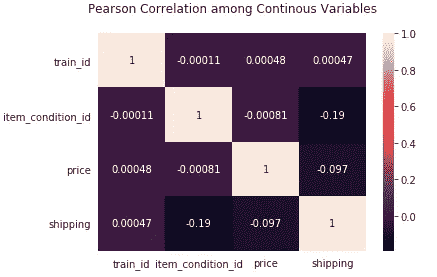 Pearson Correlation among Continous Variables
train_id 1 -0.00011 0.00048 0.00047
item_condition_id -0.00011 1 -0.00081 -0.19
price 0.00048 -0.00081 1 -0.097
shipping 0.00047 -0.19 -0.097 1
train_id item_condition_id price shipping
1.0
0.8
0.6
0.4
0.2
0.0